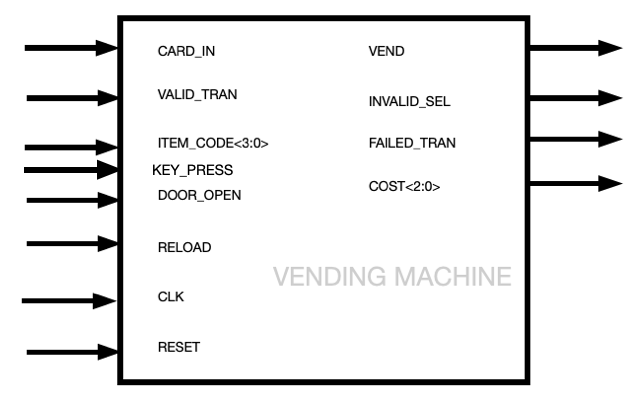 CARD_IN
VEND
VALID_TRAN
INVALID_SEL
ITEM_CODE<3:0>
FAILED_TRAN
KEY_PRESS
DOOR_OPEN
COST<2:0>
RELOAD
VENDING MACHINE
CLK
RESET